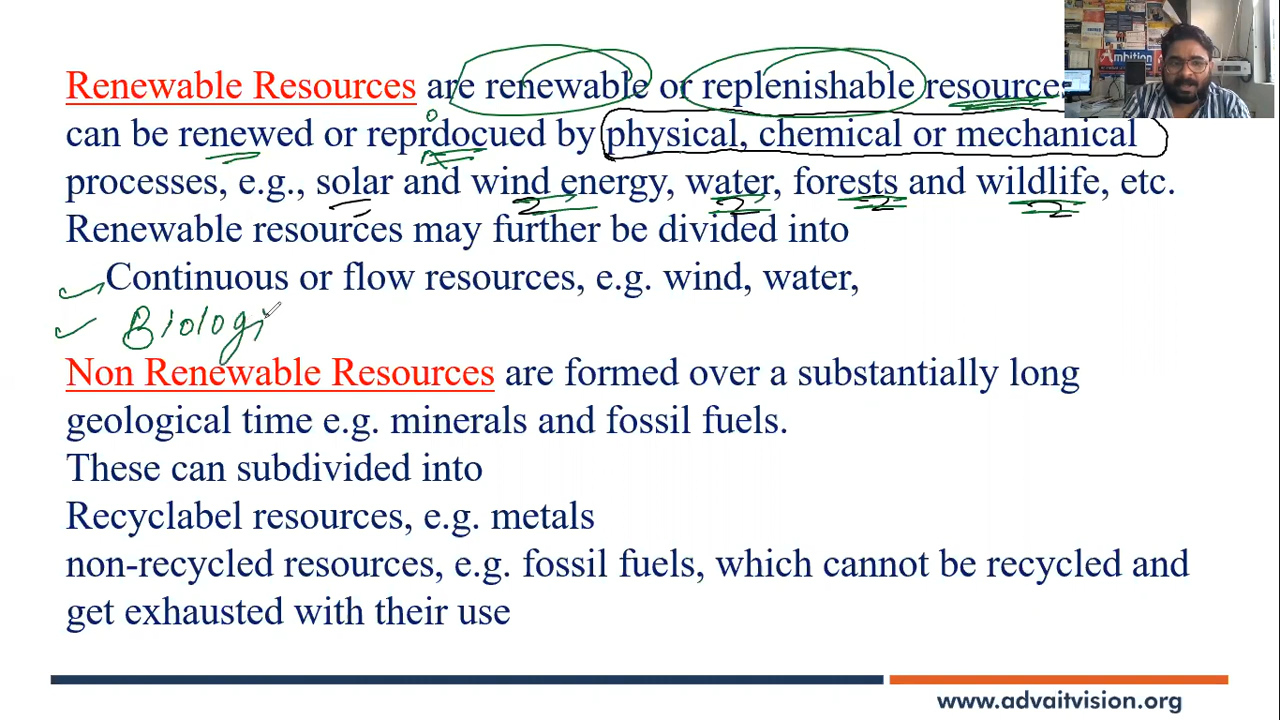 Ambition
Renewable Resources are renewable or replenishable resources
can be renewed or reprdocued by physical, chemical or mechanical
processes, e.g., solar and wind energy, water, forests and wildlife, etc.
Renewable resources may further be divided into
Continuous or flow resources, e.g. wind, water,
Biologi
Non Renewable Resources are formed over a substantially long
geological time e.g. minerals and fossil fuels.
These can subdivided into
Recyclabel resources, e.g. metals
non-recycled resources, e.g. fossil fuels, which cannot be recycled and
get exhausted with their use
www.advaitvision.org